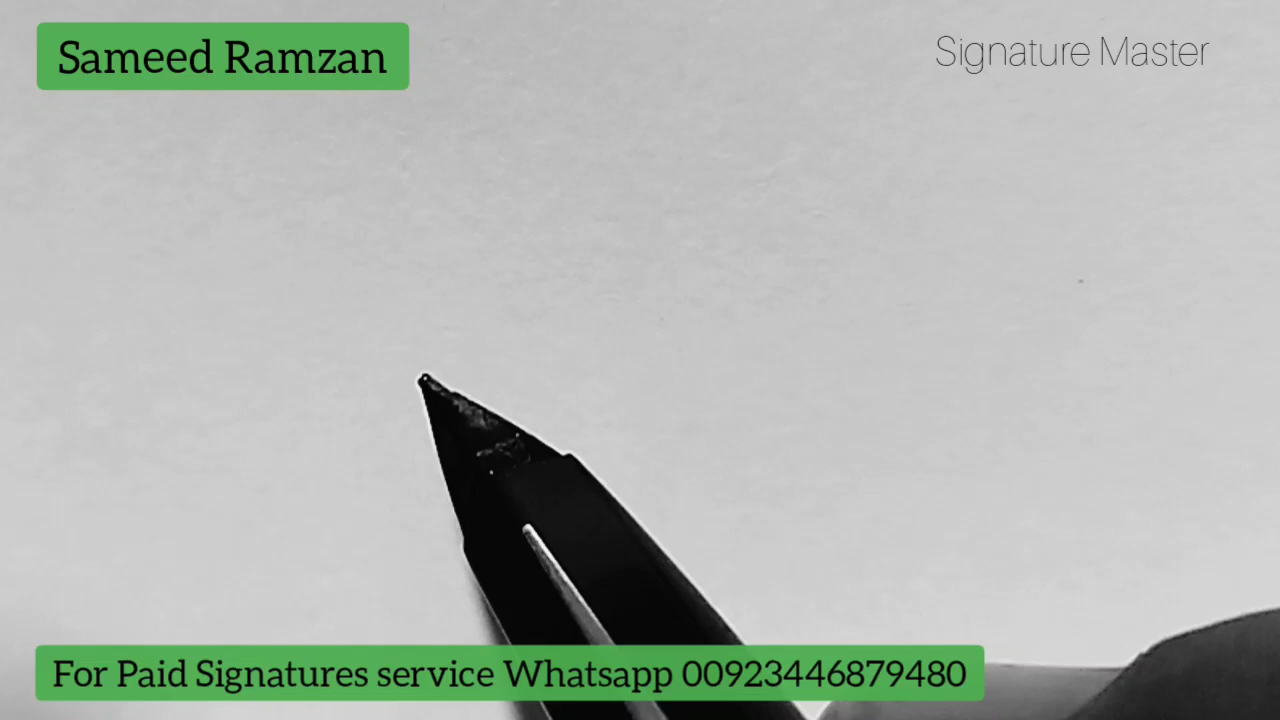 Sameed Ramzan
Signature Master
For Paid Signatures service Whatsapp 00923446879480